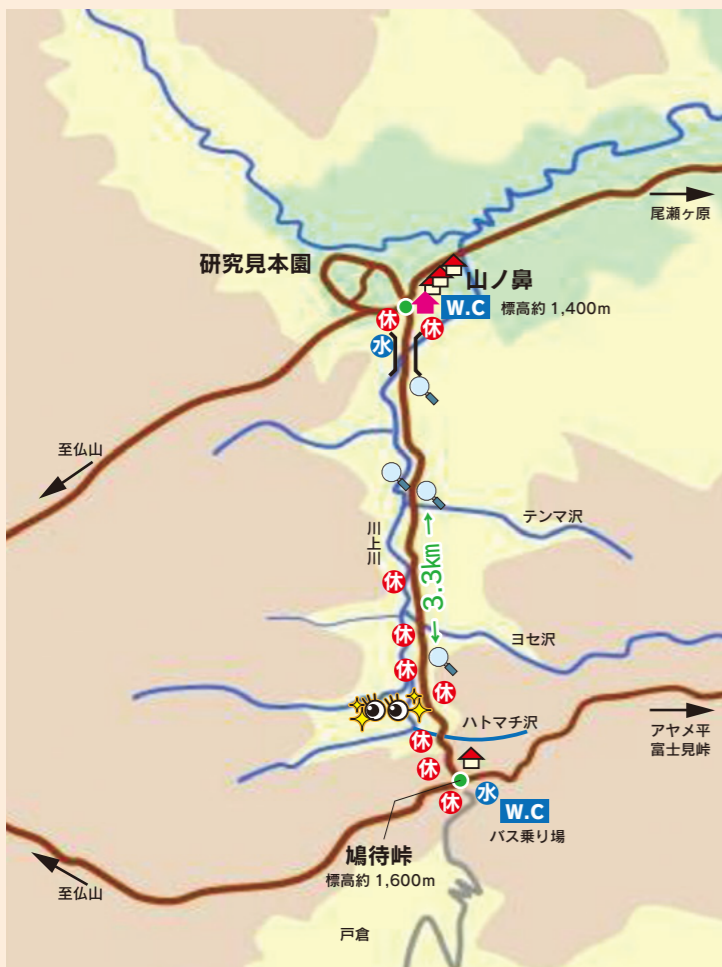 尾瀬ヶ原
研究見本園
山ノ鼻
W.C
標高約 1,400m
休
休
水
至仏山
テンマ沢
川上川
3.3km
休
ヨセ沢
休
休
休
ハトマチ沢
アヤメ平
富士見峠
休
休
休
水
W.C
バス乗り場
鳩待峠
標高約 1,600m
至仏山
戸倉